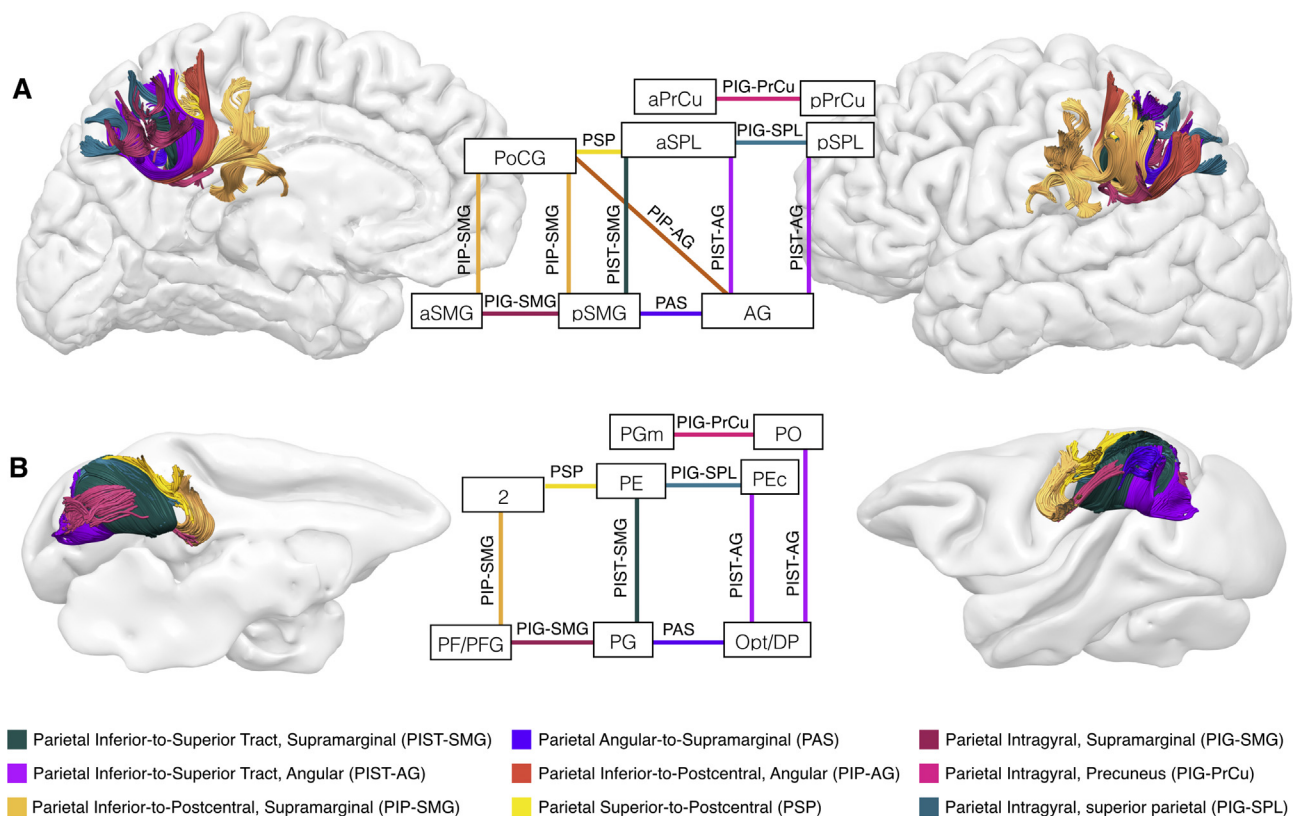 A
aPrCu PIG-PrCu pPrCu
PoCG PSP aSPL PIG-SPL pSPL
PIP-SMG PIP-SMG PIST-SMG PIP-AG PIST-AG PIST-AG
aSMG PIG-SMG pSMG PAS AG
B
PGm PIG-PrCu PO
2 PSP PE PIG-SPL PEc
PIP-SMG PIST-SMG PIST-AG PIST-AG
PF/PFG PIG-SMG PG PAS Opt/DP
Parietal Inferior-to-Superior Tract, Supramarginal (PIST-SMG)
Parietal Angular-to-Supramarginal (PAS)
Parietal Intragyral, Supramarginal (PIG-SMG)
Parietal Inferior-to-Superior Tract, Angular (PIST-AG)
Parietal Inferior-to-Postcentral, Angular (PIP-AG)
Parietal Intragyral, Precuneus (PIG-PrCu)
Parietal Inferior-to-Postcentral, Supramarginal (PIP-SMG)
Parietal Superior-to-Postcentral (PSP)
Parietal Intragyral, superior parietal (PIG-SPL)